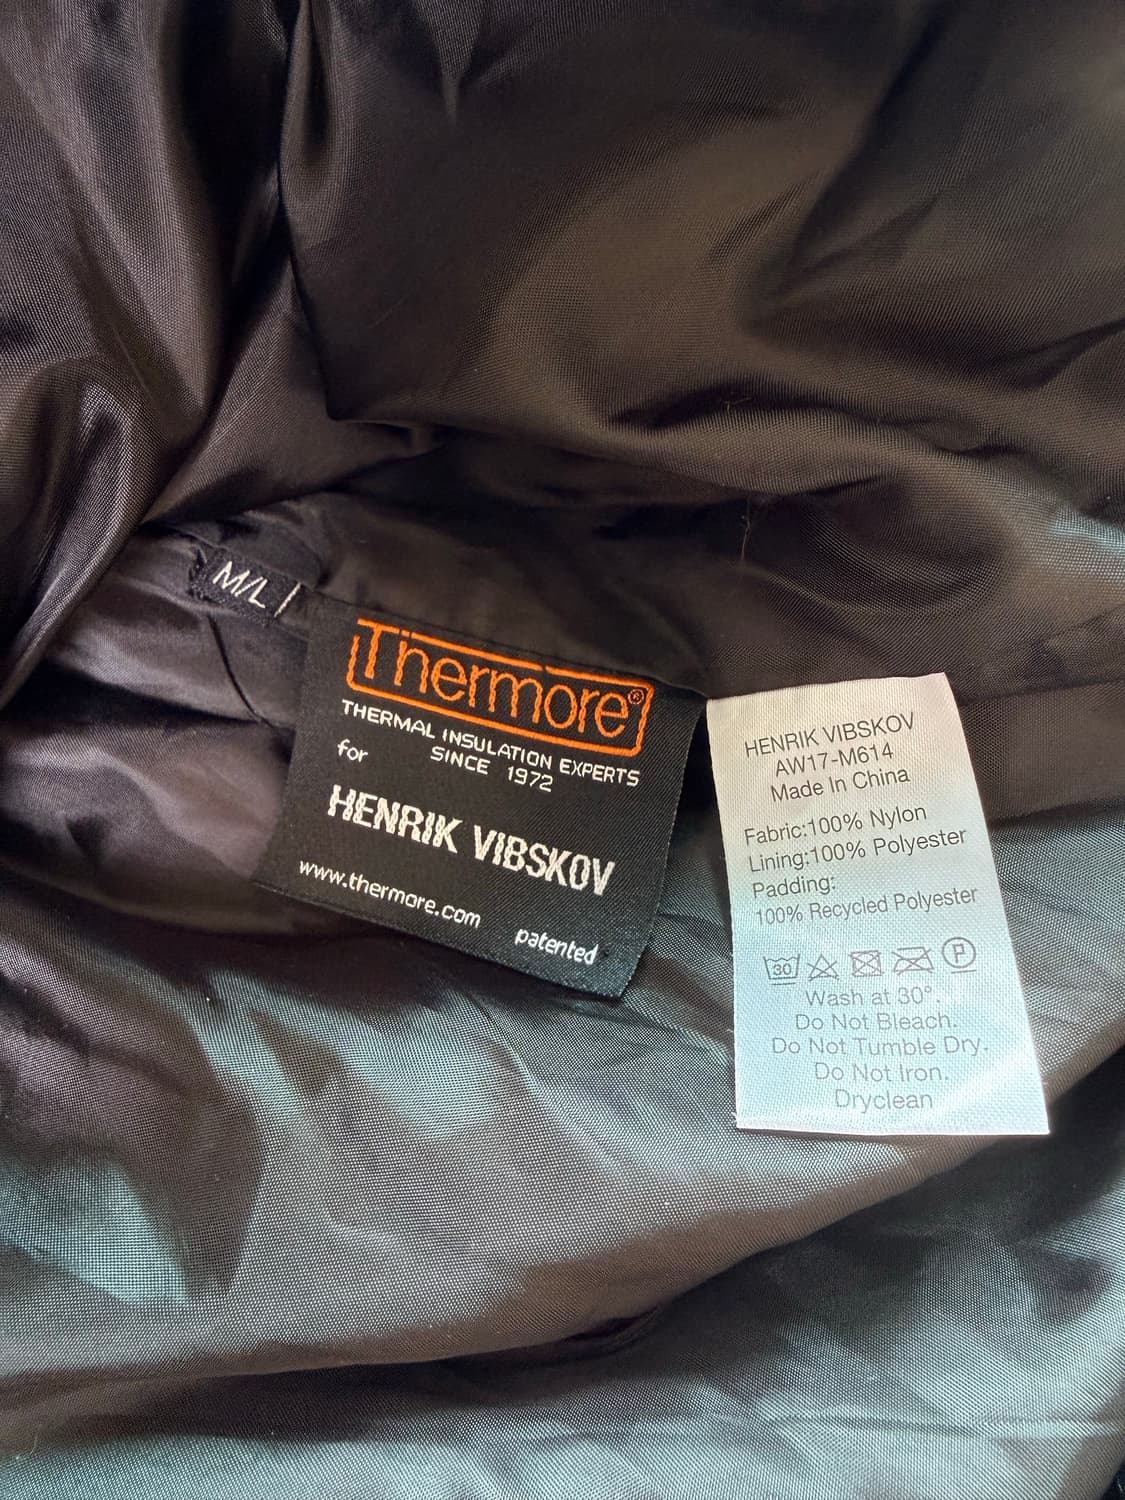 M/L
Thermore®
THERMAL INSULATION EXPERTS
for SINCE 1972
HENRIK VIBSKOV
www.thermore.com
patented
HENRIK VIBSKOV
AW17-M614
Made In China
Fabric:100% Nylon
Lining:100% Polyester
Padding:
100% Recycled Polyester
30 P
Wash at 30°.
Do Not Bleach.
Do Not Tumble Dry.
Do Not Iron.
Dryclean